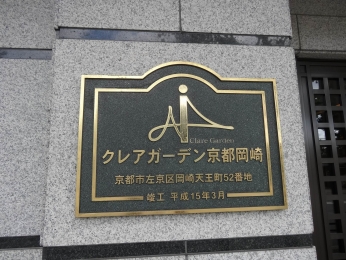 Claire Garden
クレアガーデン京都岡崎
京都市左京区岡崎天王町52番地
竣工 平成15年3月